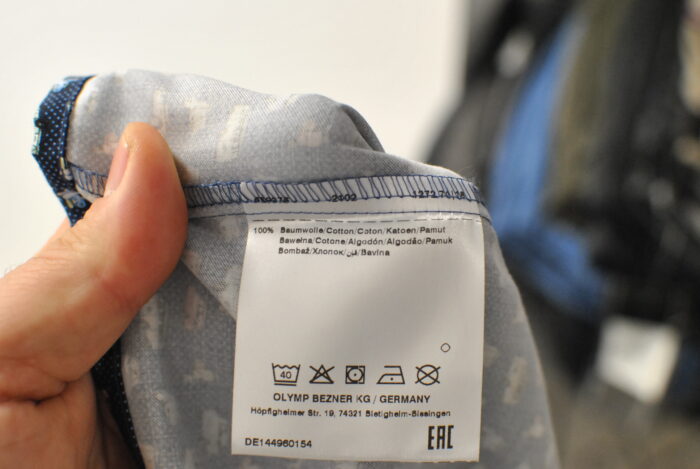 2402
100% Baumwolle/Cotton/Coton/Katoen/Pamut
Bawełna/Cotone/Algodón/Algodão/Pamuk
Bombaž/Хлопок/قطن/Bavlna
40
OLYMP BEZNER KG / GERMANY
Höpfigheimer Str. 19, 74321 Bietigheim-Bissingen
DE144960154
EAC